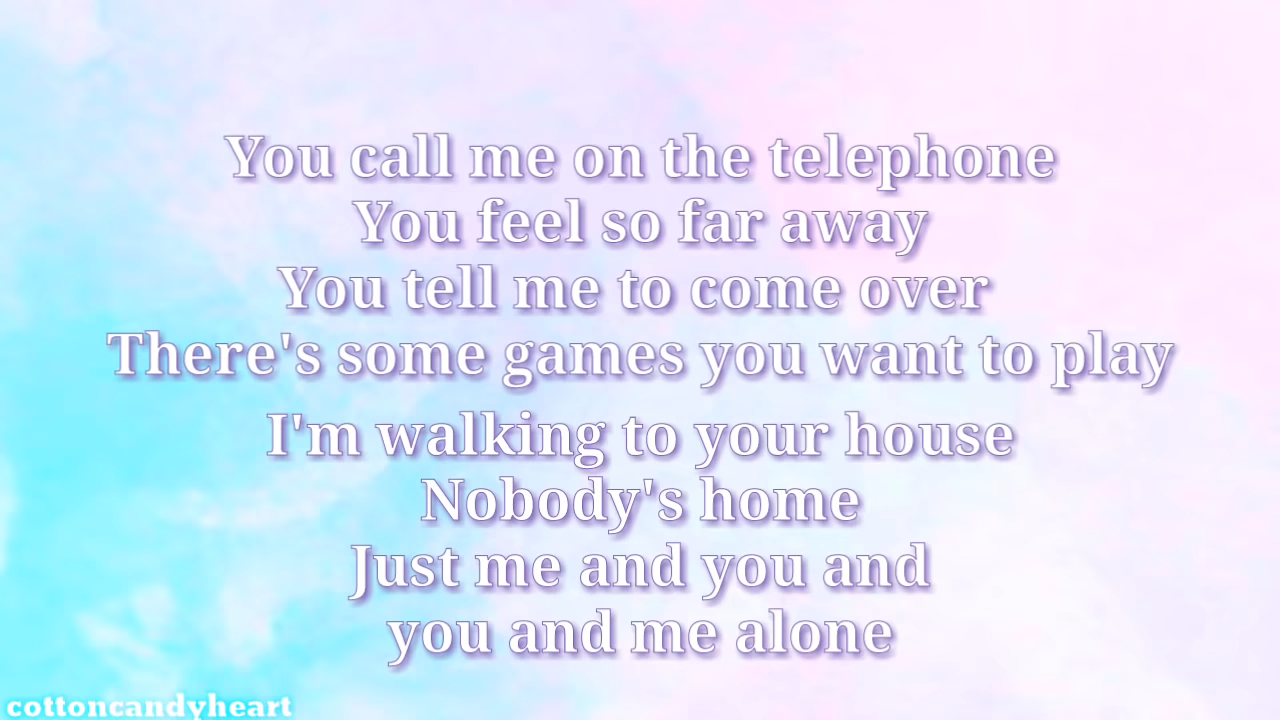 You call me on the telephone
You feel so far away
You tell me to come over
There's some games you want to play
I'm walking to your house
Nobody's home
Just me and you and
you and me alone
cottoncandyheart